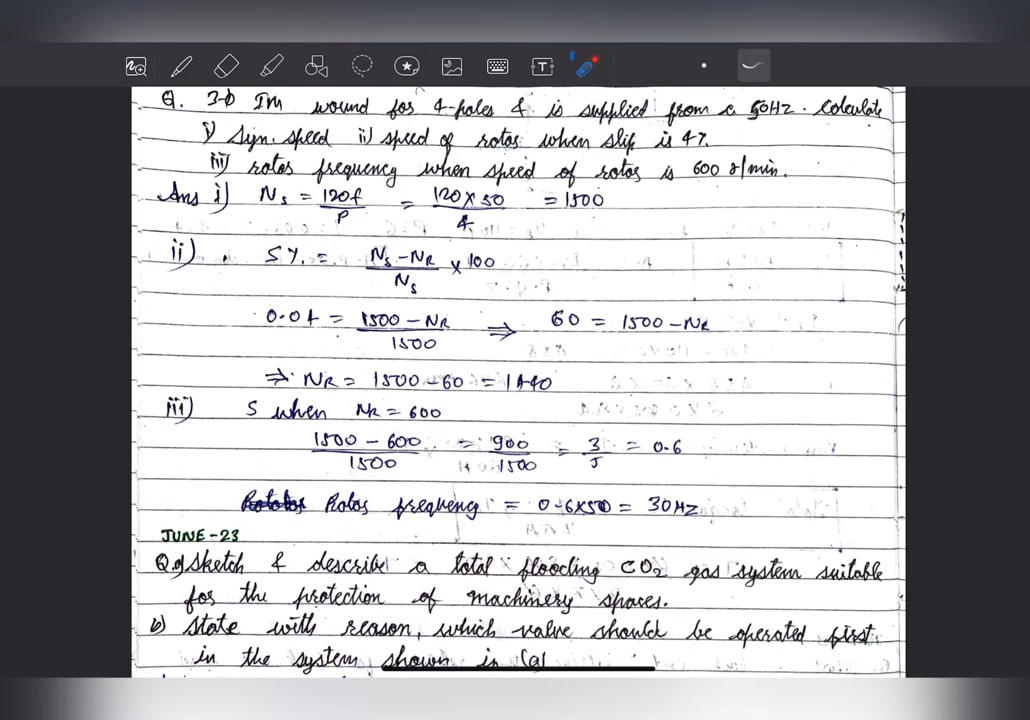 Q. 3-ϕ IM wound for 4-poles & is supplied from a 50HZ. Calculate
i) Syn. speed ii) speed of rotor when slip is 4%.
iii) rotor frequency when speed of rotor is 600 r/min.
Ans i) Ns = 120f/P = 120×50/4 = 1500
ii) S%. = Ns-NR/Ns × 100
0.04 = 1500-NR/1500 ⇒ 60 = 1500-NR
⇒ NR = 1500-60 = 1440
iii) S when NR = 600
1500-600/1500 = 900/1500 = 3/5 = 0.6
Rotor frequency = 0.6×50 = 30HZ
JUNE-23
Q. a) Sketch & describe a total flooding CO2 gas system suitable
for the protection of machinery spaces.
b) State with reason, which valve should be operated first
in the system shown in (a)